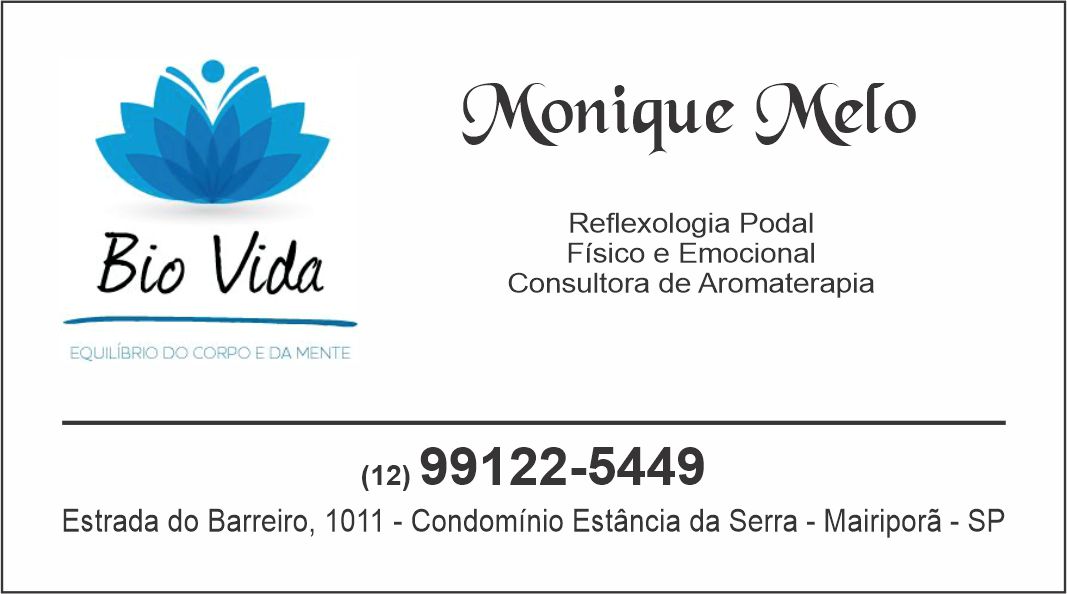 Bio Vida
EQUILÍBRIO DO CORPO E DA MENTE
Monique Melo
Reflexologia Podal
Físico e Emocional
Consultora de Aromaterapia
(12) 99122-5449
Estrada do Barreiro, 1011 - Condomínio Estância da Serra - Mairiporã - SP